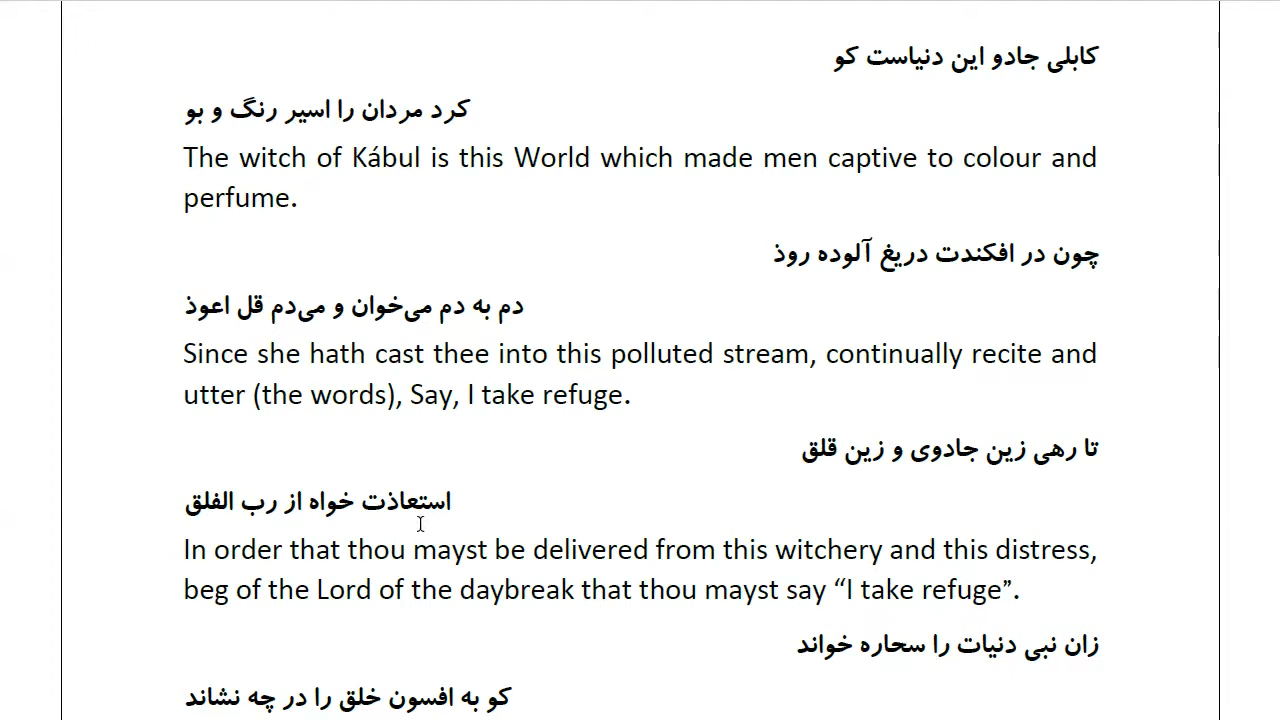 کابلی جادو این دنیاست کو
کرد مردان را اسیر رنگ و بو
The witch of Kábul is this World which made men captive to colour and
perfume.
چون در افکندت دریغ آلوده روذ
دم به دم می‌خوان و می‌دم قل اعوذ
Since she hath cast thee into this polluted stream, continually recite and
utter (the words), Say, I take refuge.
تا رهی زین جادوی و زین قلق
استعاذت خواه از رب الفلق
In order that thou mayst be delivered from this witchery and this distress,
beg of the Lord of the daybreak that thou mayst say “I take refuge”.
زان نبی دنیات را سحاره خواند
کو به افسون خلق را در چه نشاند